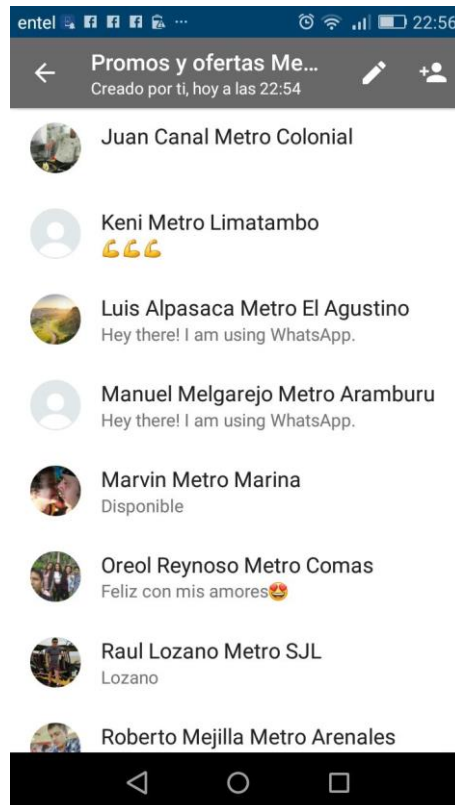 entel 22:56
Promos y ofertas Me...
Creado por ti, hoy a las 22:54
Juan Canal Metro Colonial
Keni Metro Limatambo
💪💪💪
Luis Alpasaca Metro El Agustino
Hey there! I am using WhatsApp.
Manuel Melgarejo Metro Aramburu
Hey there! I am using WhatsApp.
Marvin Metro Marina
Disponible
Oreol Reynoso Metro Comas
Feliz con mis amores😍
Raul Lozano Metro SJL
Lozano
Roberto Mejilla Metro Arenales